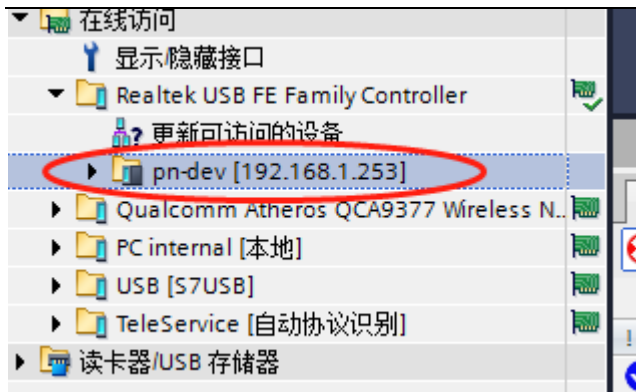 在线访问
显示/隐藏接口
Realtek USB FE Family Controller
更新可访问的设备
pn-dev [192.168.1.253]
Qualcomm Atheros QCA9377 Wireless N..
PC internal [本地]
USB [S7USB]
TeleService [自动协议识别]
读卡器/USB 存储器